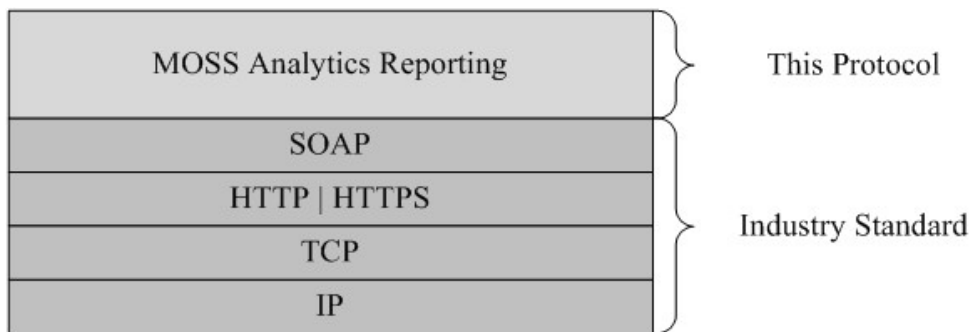 MOSS Analytics Reporting
This Protocol
SOAP
HTTP | HTTPS
TCP
IP
Industry Standard